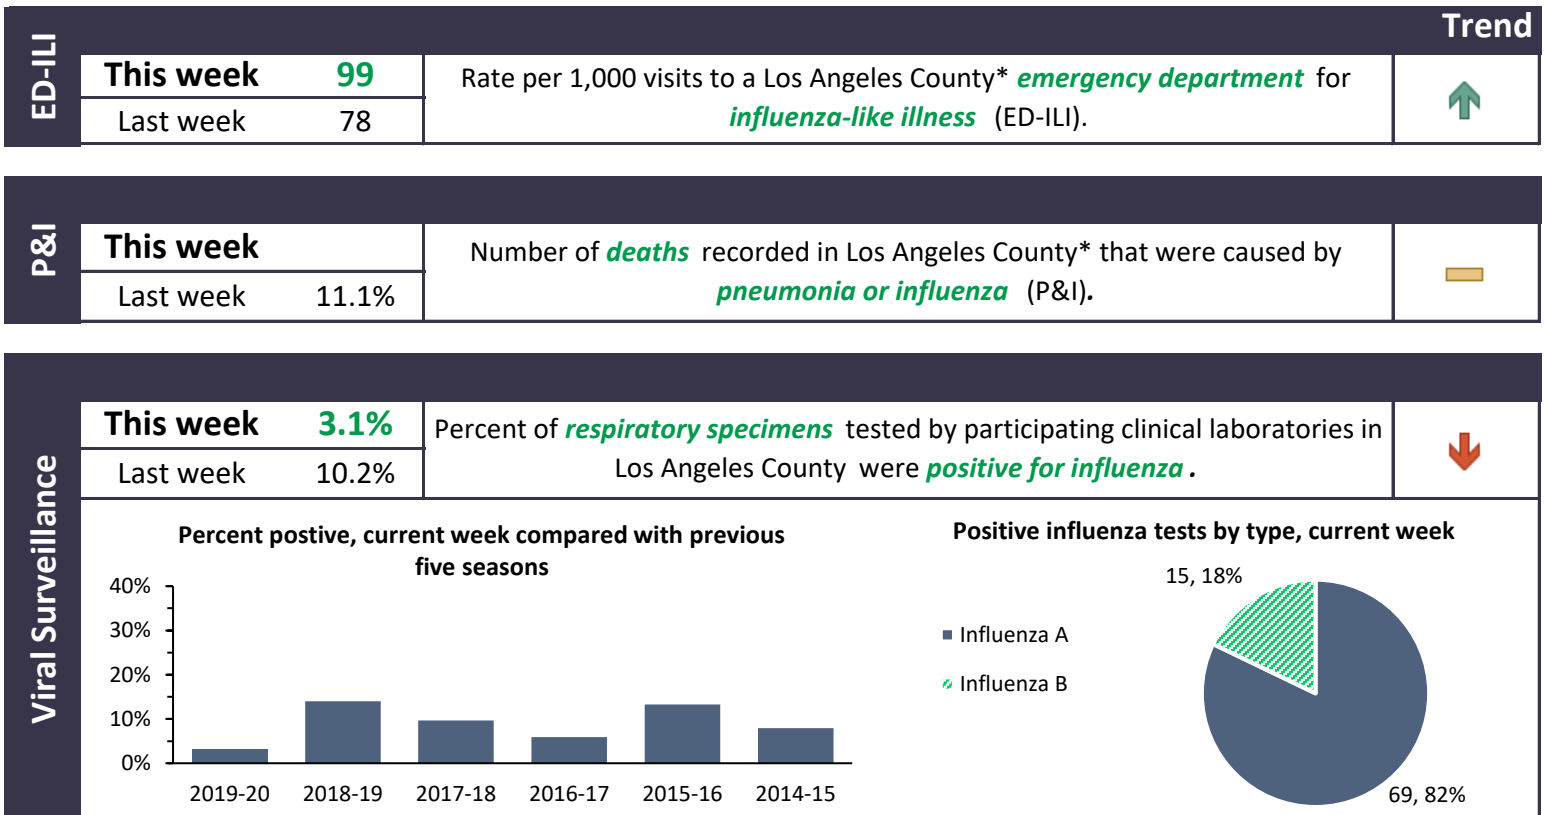 Trend
ED-ILI
This week 99
Last week 78
Rate per 1,000 visits to a Los Angeles County* emergency department for
influenza-like illness (ED-ILI).
P&I
This week
Last week 11.1%
Number of deaths recorded in Los Angeles County* that were caused by
pneumonia or influenza (P&I).
Viral Surveillance
This week 3.1%
Last week 10.2%
Percent of respiratory specimens tested by participating clinical laboratories in
Los Angeles County were positive for influenza.
Percent postive, current week compared with previous
five seasons
40%
30%
20%
10%
0%
2019-20 2018-19 2017-18 2016-17 2015-16 2014-15
Positive influenza tests by type, current week
15, 18%
Influenza A
Influenza B
69, 82%